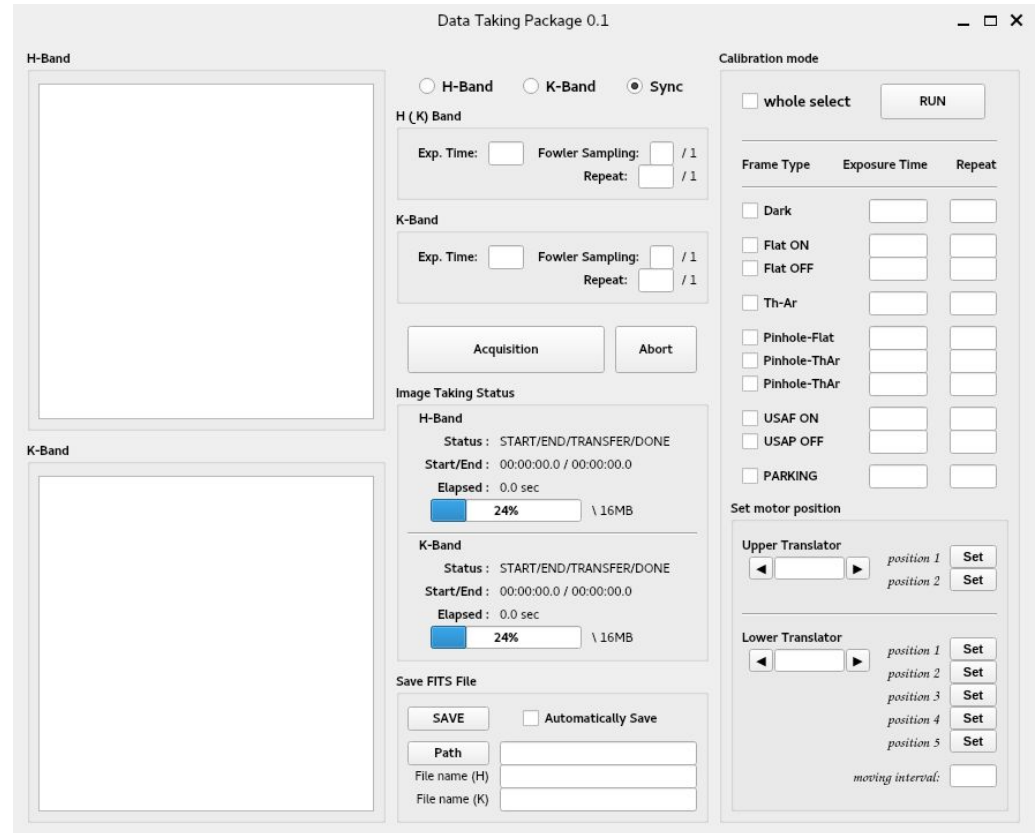 Data Taking Package 0.1
H-Band
K-Band
H-Band K-Band Sync
H (K) Band
Exp. Time: Fowler Sampling: / 1
Repeat: / 1
K-Band
Exp. Time: Fowler Sampling: / 1
Repeat: / 1
Acquisition Abort
Image Taking Status
H-Band
Status : START/END/TRANSFER/DONE
Start/End : 00:00:00.0 / 00:00:00.0
Elapsed : 0.0 sec
24% \ 16MB
K-Band
Status : START/END/TRANSFER/DONE
Start/End : 00:00:00.0 / 00:00:00.0
Elapsed : 0.0 sec
24% \ 16MB
Save FITS File
SAVE Automatically Save
Path
File name (H)
File name (K)
Calibration mode
whole select RUN
Frame Type Exposure Time Repeat
Dark
Flat ON
Flat OFF
Th-Ar
Pinhole-Flat
Pinhole-ThAr
Pinhole-ThAr
USAF ON
USAP OFF
PARKING
Set motor position
Upper Translator
position 1 Set
position 2 Set
Lower Translator
position 1 Set
position 2 Set
position 3 Set
position 4 Set
position 5 Set
moving interval: